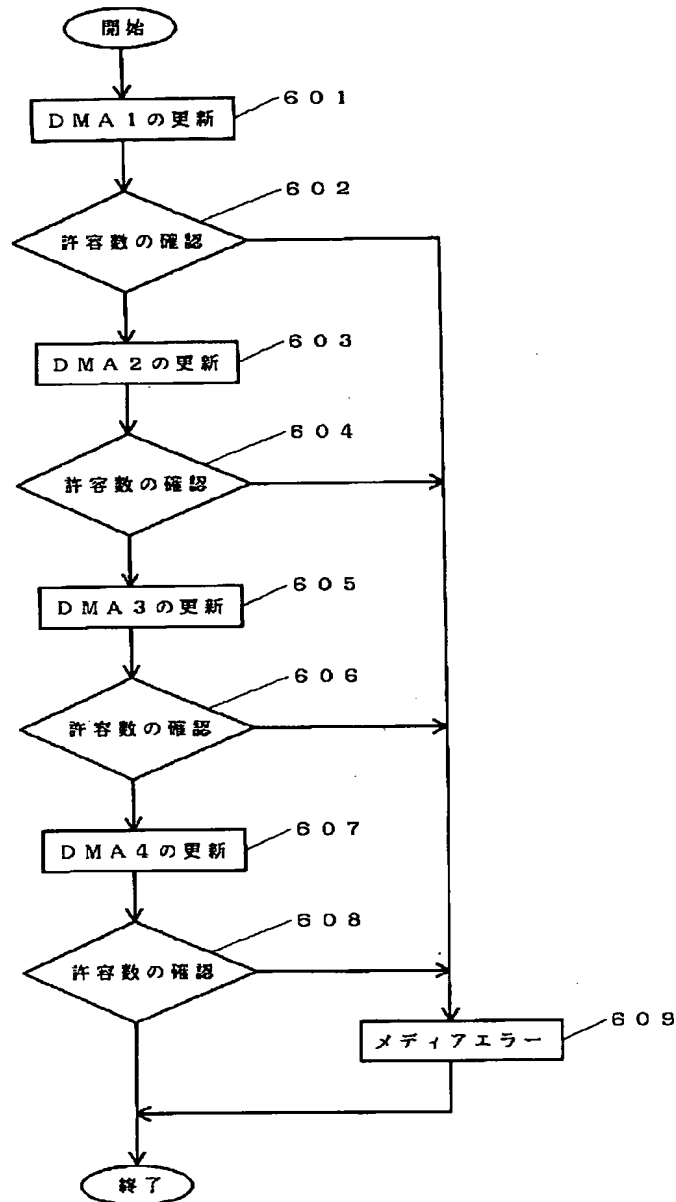 開始
DMA1の更新
601
許容数の確認
602
DMA2の更新
603
許容数の確認
604
DMA3の更新
605
許容数の確認
606
DMA4の更新
607
許容数の確認
608
メディアエラー
609
終了